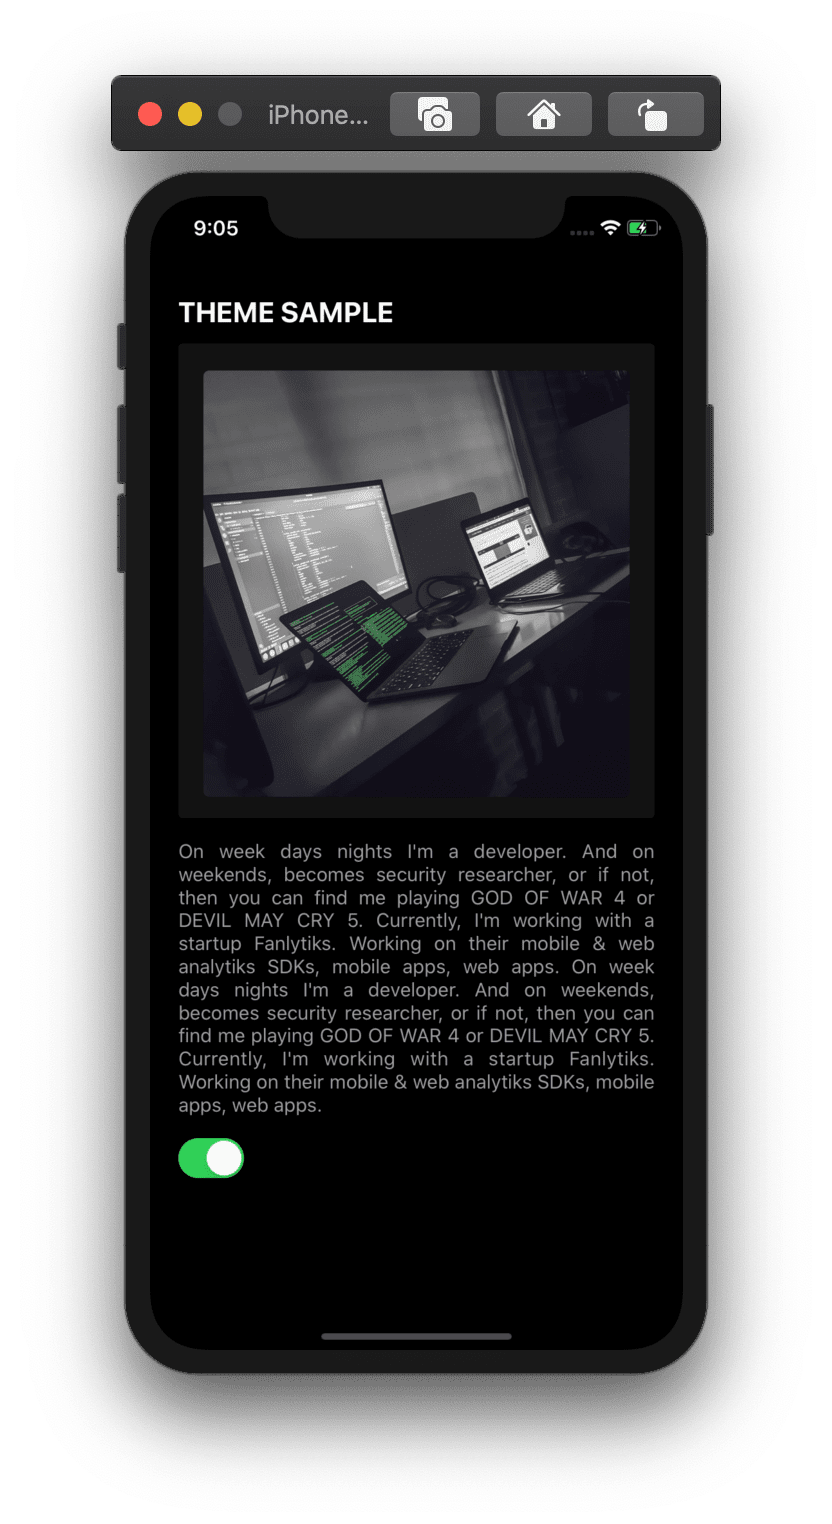 iPhone...
9:05
THEME SAMPLE
On week days nights I'm a developer. And on
weekends, becomes security researcher, or if not,
then you can find me playing GOD OF WAR 4 or
DEVIL MAY CRY 5. Currently, I'm working with a
startup Fanlytiks. Working on their mobile & web
analytiks SDKs, mobile apps, web apps. On week
days nights I'm a developer. And on weekends,
becomes security researcher, or if not, then you can
find me playing GOD OF WAR 4 or DEVIL MAY CRY 5.
Currently, I'm working with a startup Fanlytiks.
Working on their mobile & web analytiks SDKs, mobile
apps, web apps.